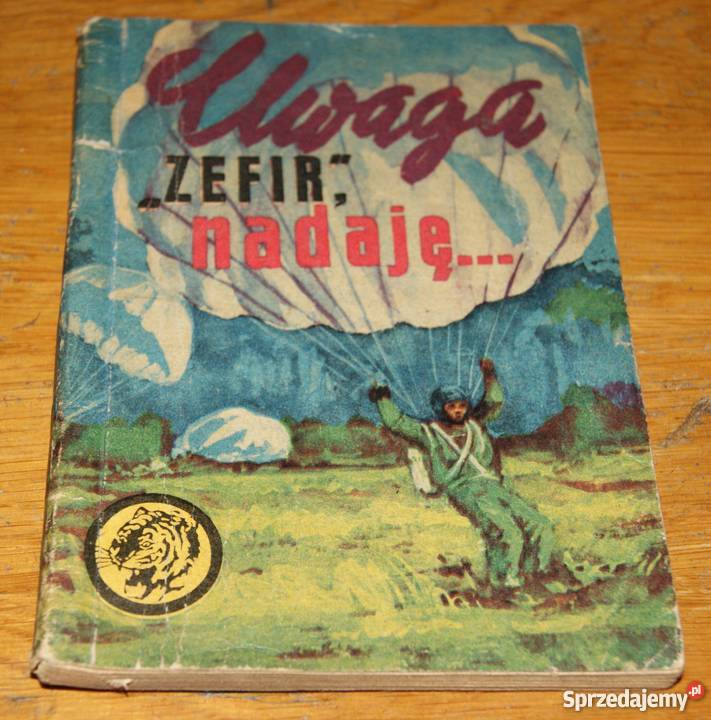 Uwaga
„ZEFIR”,
nadaję...
Sprzedajemy.pl